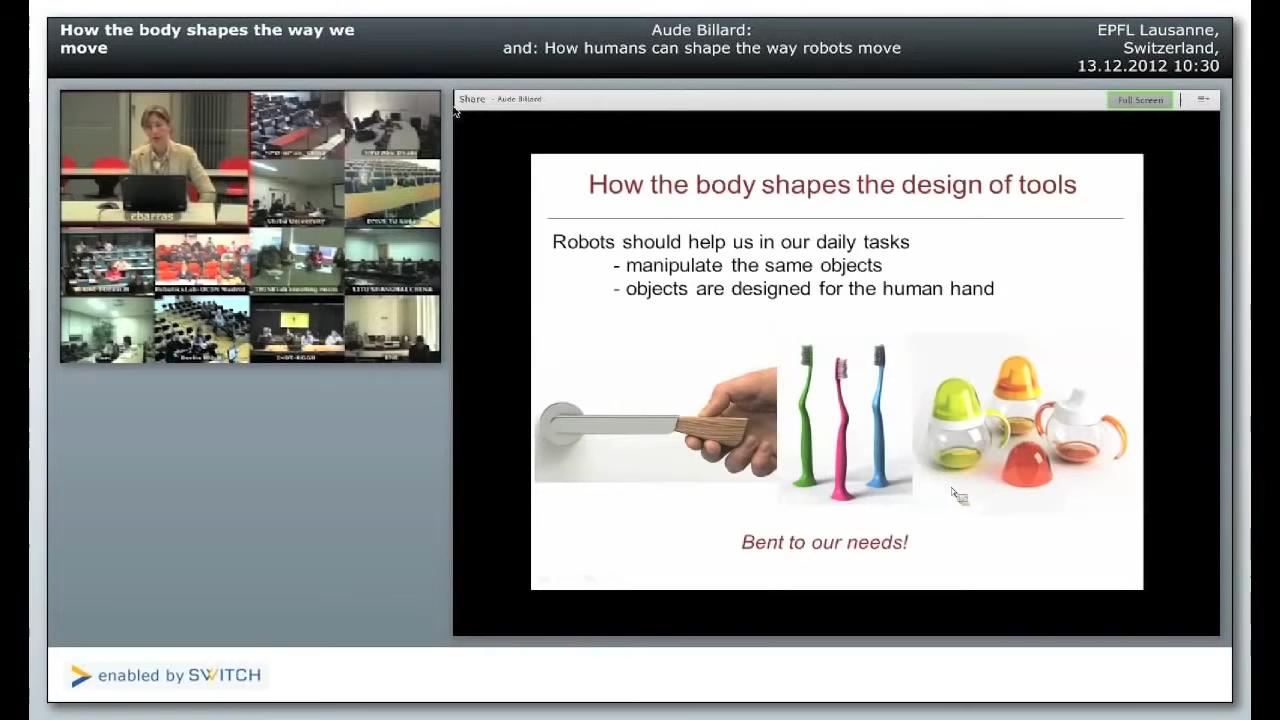 How the body shapes the way we
move
Aude Billard:
and: How humans can shape the way robots move
EPFL Lausanne,
Switzerland,
13.12.2012 10:30
Share - Aude Billard
Full Screen
cbarras
How the body shapes the design of tools
Robots should help us in our daily tasks
- manipulate the same objects
- objects are designed for the human hand
Bent to our needs!
enabled by SWITCH